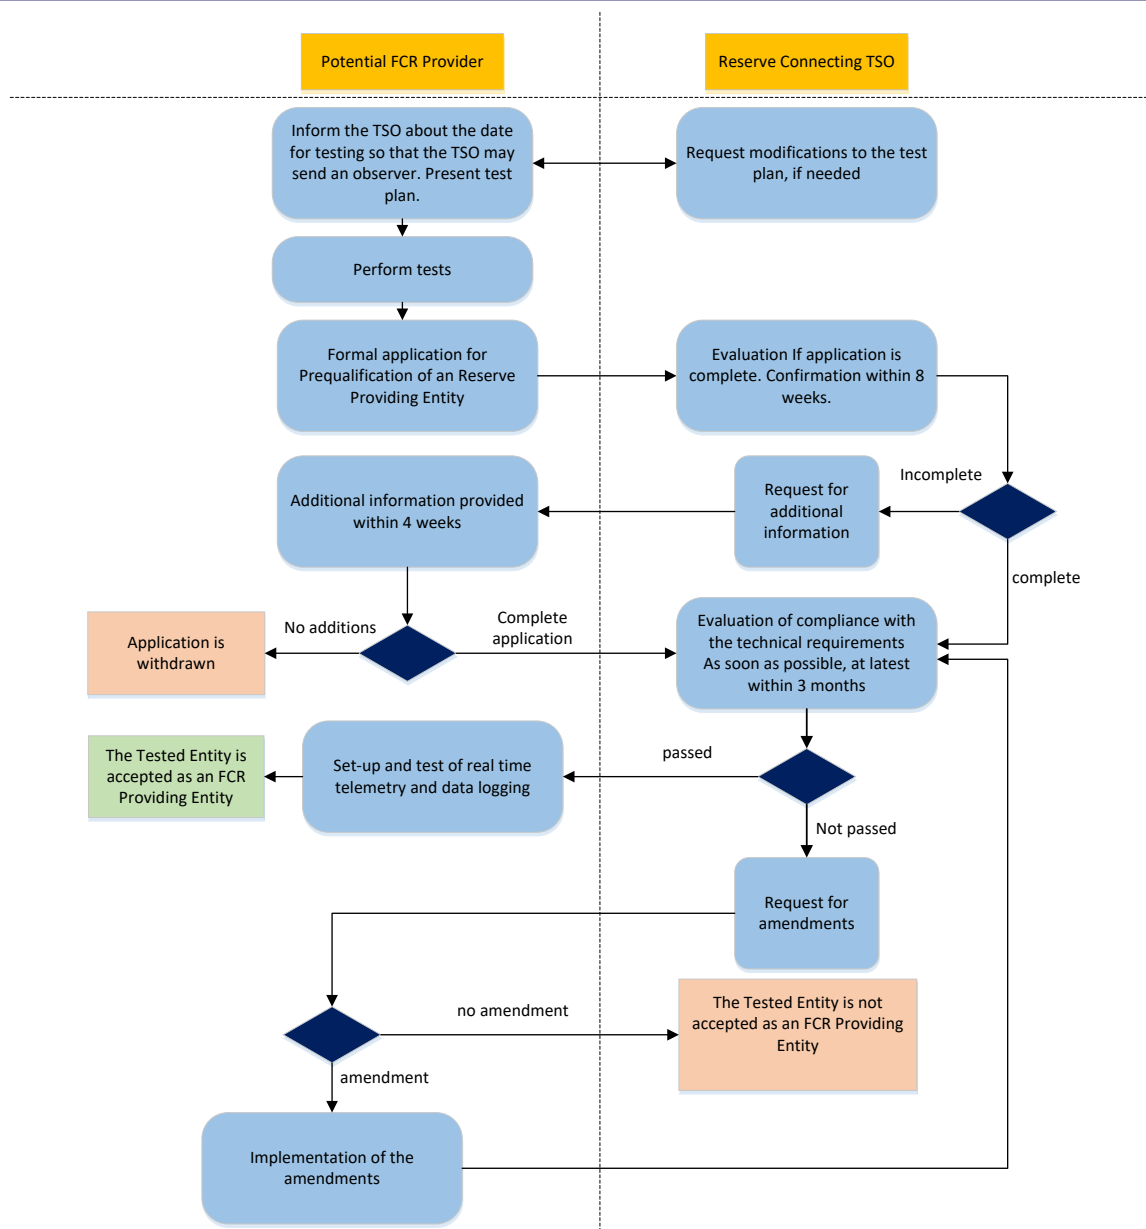 Potential FCR Provider
Reserve Connecting TSO
Inform the TSO about the date
for testing so that the TSO may
send an observer. Present test
plan.
Request modifications to the test
plan, if needed
Perform tests
Formal application for
Prequalification of an Reserve
Providing Entity
Evaluation If application is
complete. Confirmation within 8
weeks.
Incomplete
Request for
additional
information
Additional information provided
within 4 weeks
complete
No additions
Complete
application
Application is
withdrawn
Evaluation of compliance with
the technical requirements
As soon as possible, at latest
within 3 months
passed
Set-up and test of real time
telemetry and data logging
The Tested Entity is
accepted as an FCR
Providing Entity
Not passed
Request for
amendments
no amendment
The Tested Entity is not
accepted as an FCR Providing
Entity
amendment
Implementation of the
amendments